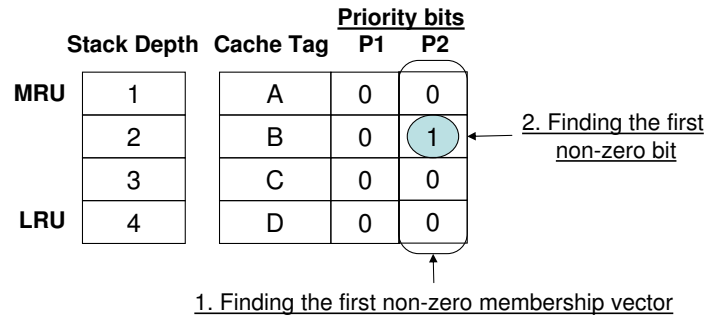 Priority bits
Stack Depth Cache Tag P1 P2
MRU 1 A 0 0
2 B 0 1
3 C 0 0
LRU 4 D 0 0
2. Finding the first
non-zero bit
1. Finding the first non-zero membership vector